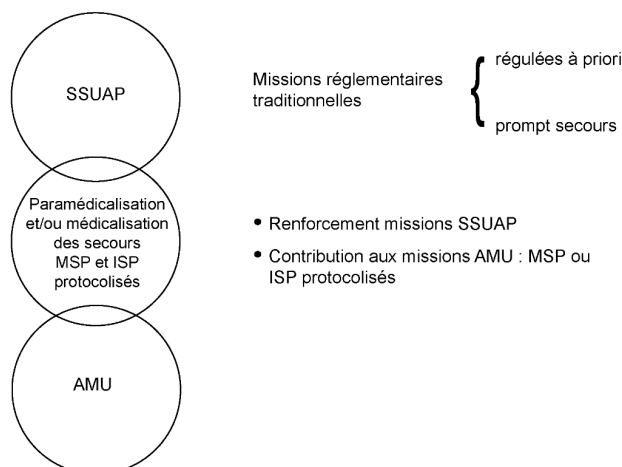 SSUAP
Missions réglementaires
traditionnelles
régulées à priori
prompt secours
Paramédicalisation
et/ou médicalisation
des secours
MSP et ISP
protocolisés
• Renforcement missions SSUAP
• Contribution aux missions AMU : MSP ou
ISP protocolisés
AMU